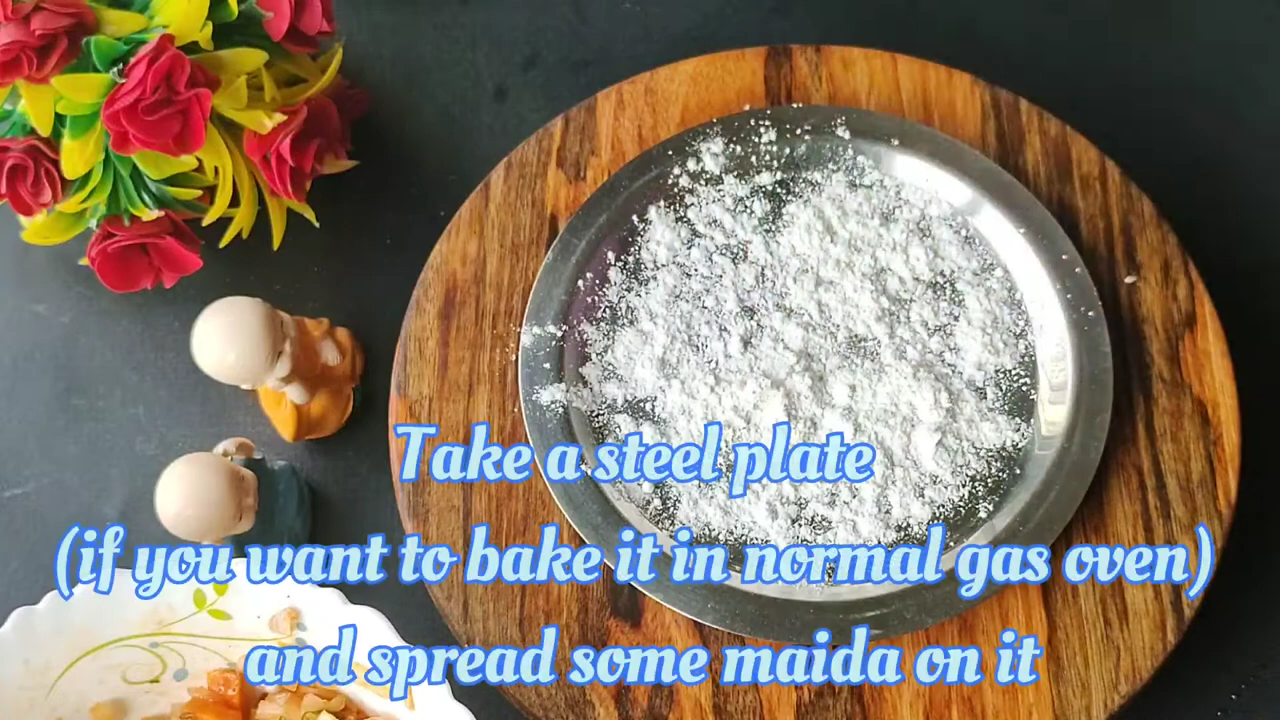 Take a steel plate
(if you want to bake it in normal gas oven)
and spread some maida on it